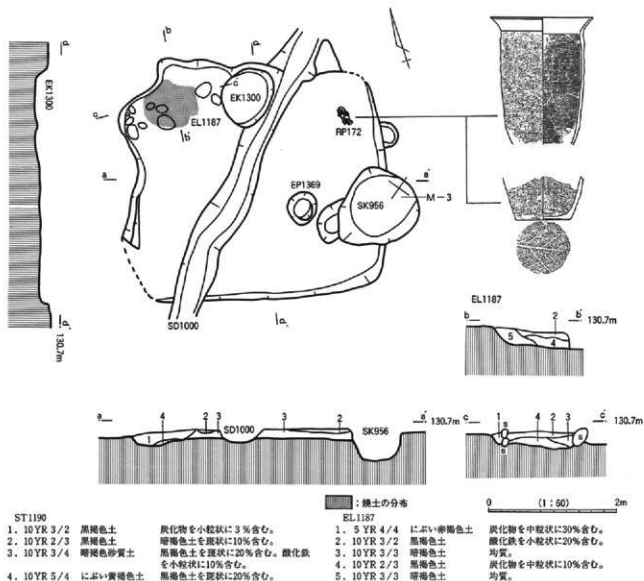 b
d
d
EK1300
EK1300
c
c
EL1187
b'
RP172
a
a'
EP1369
SK956
M-3
SD1000
d'
d'
130.7m
EL1187
b
2
b'
130.7m
5
4
a
4
2
3
SD1000
3
2
SK956
a'
130.7m
1
c
1
s
4
2
3
c'
130.7m
s
s
：焼土の分布
0
(1:60)
2m
ST1190
1. 10YR 3/2 黒褐色土 炭化物を小粒状に3％含む。
2. 10YR 2/3 黒褐色土 暗褐色土を斑状に10％含む。
3. 10YR 3/4 暗褐色砂質土 黒褐色土を斑状に20％含む。酸化鉄
を小粒状に10％含む。
4. 10YR 5/4 にぶい黄褐色土 黒褐色土を斑状に20％含む。
EL1187
1. 5YR 4/4 にぶい赤褐色土 炭化物を中粒状に30％含む。
2. 10YR 3/2 黒褐色土 酸化鉄を小粒状に20％含む。
3. 10YR 3/3 暗褐色土 均質。
4. 10YR 2/3 黒褐色土 炭化物を中粒状に10％含む。
5. 10YR 3/3 暗褐色土 均質。